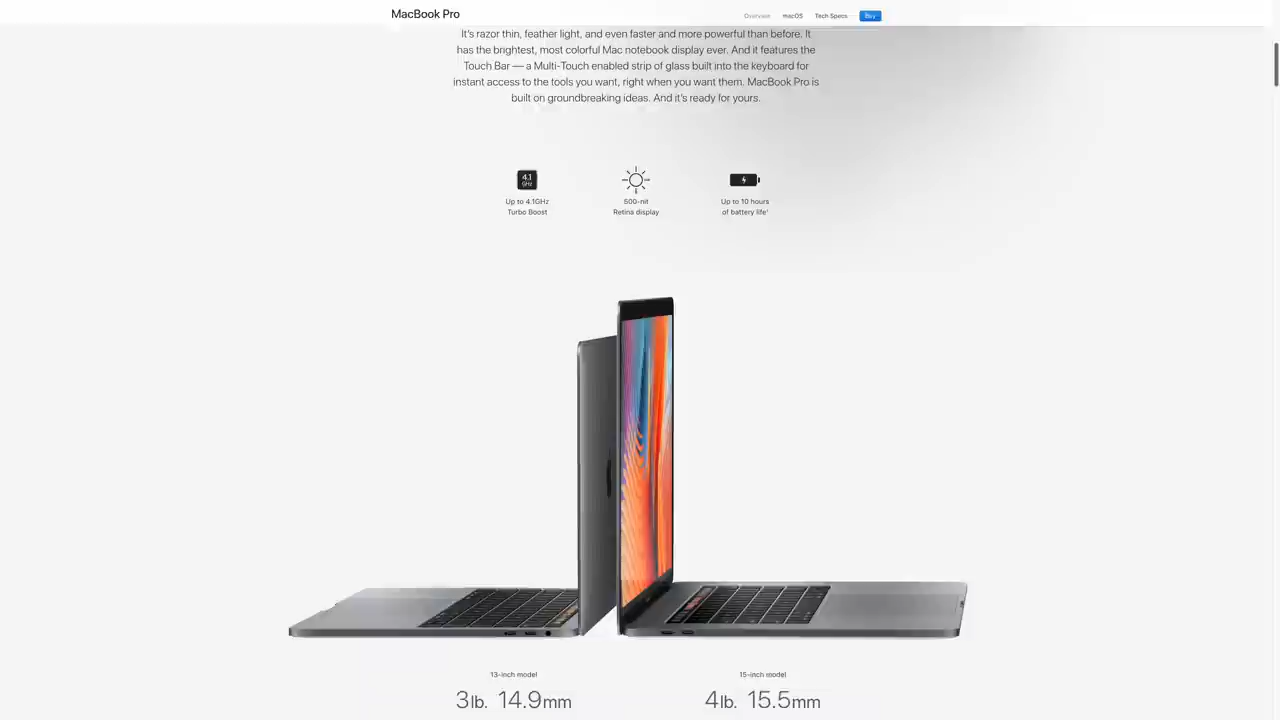 MacBook Pro
Overview macOS Tech Specs Buy
It's razor thin, feather light, and even faster and more powerful than before. It
has the brightest, most colorful Mac notebook display ever. And it features the
Touch Bar — a Multi-Touch enabled strip of glass built into the keyboard for
instant access to the tools you want, right when you want them. MacBook Pro is
built on groundbreaking ideas. And it's ready for yours.
4.1
GHz
Up to 4.1GHz
Turbo Boost
500-nit
Retina display
Up to 10 hours
of battery life¹
13-inch model
3lb. 14.9mm
15-inch model
4lb. 15.5mm